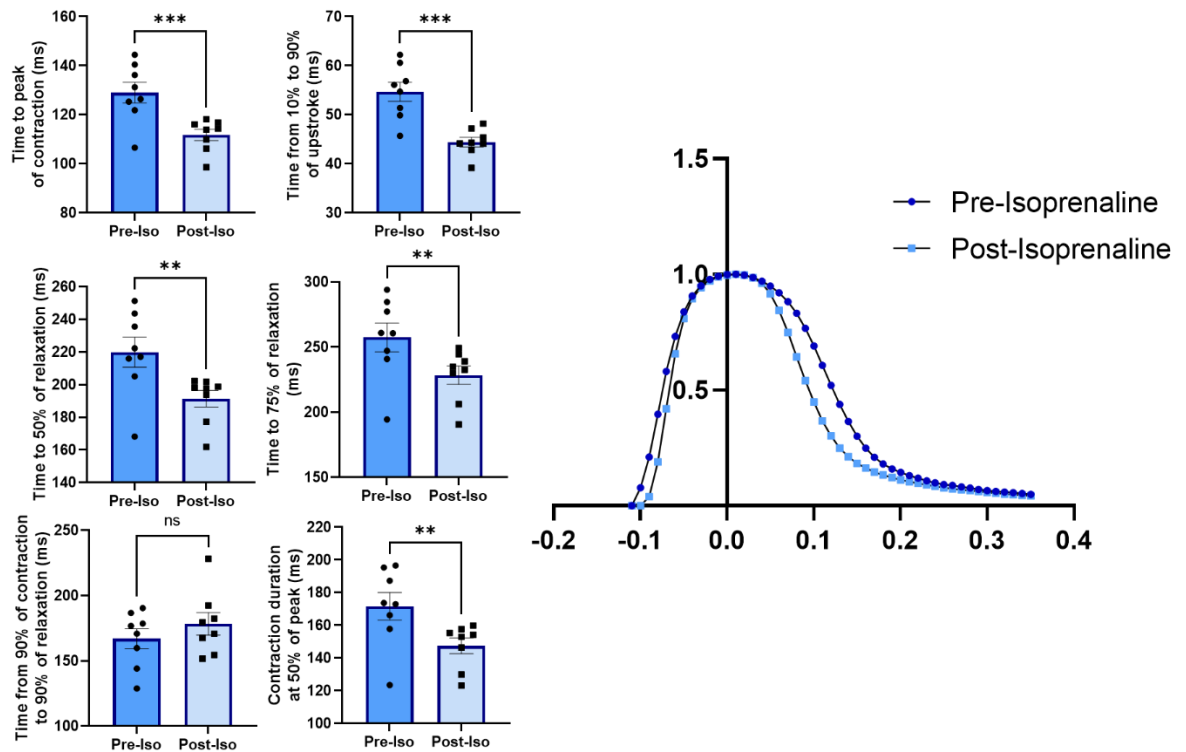 Time to peak
of contraction (ms)
160
140
120
100
80
***
Pre-Iso
Post-Iso
Time from 10% to 90%
of upstroke (ms)
70
60
50
40
30
***
Pre-Iso
Post-Iso
Time to 50% of relaxation (ms)
260
240
220
200
180
160
140
**
Pre-Iso
Post-Iso
Time to 75% of relaxation
(ms)
300
250
200
150
**
Pre-Iso
Post-Iso
Time from 90% of contraction
to 90% of relaxation (ms)
250
200
150
100
ns
Pre-Iso
Post-Iso
Contraction duration
at 50% of peak (ms)
220
200
180
160
140
120
100
**
Pre-Iso
Post-Iso
1.5
1.0
0.5
-0.2
-0.1
0.0
0.1
0.2
0.3
0.4
Pre-Isoprenaline
Post-Isoprenaline